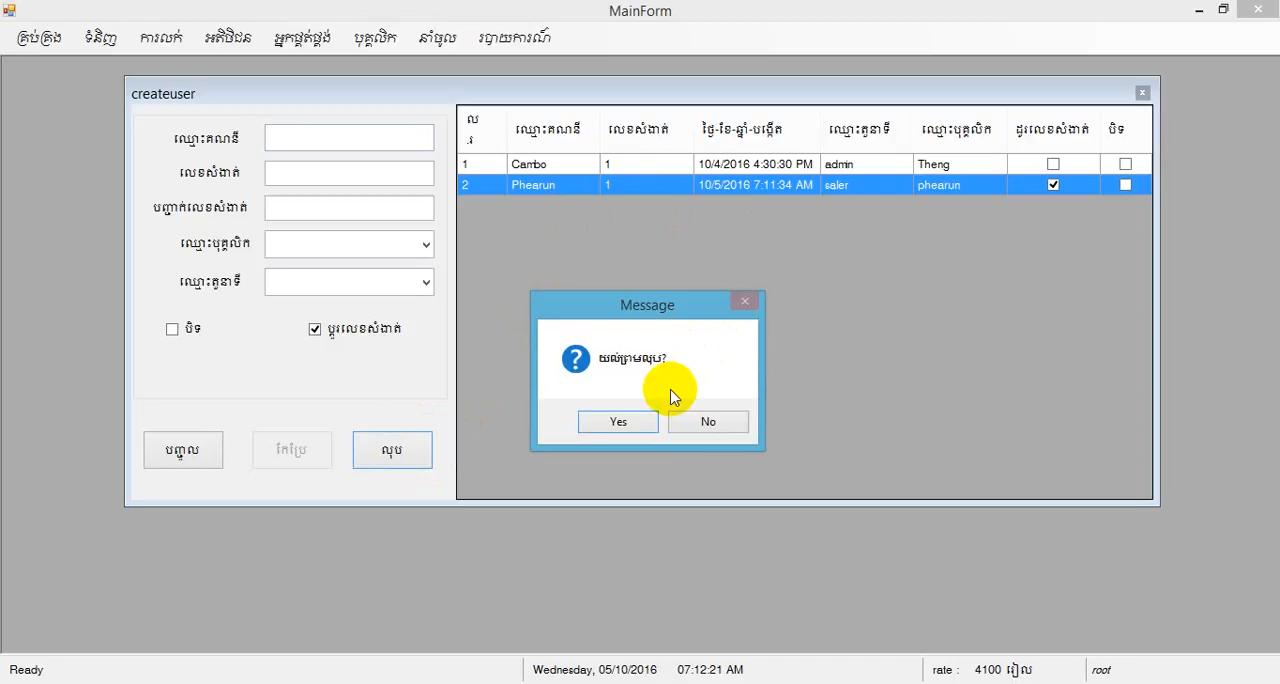 MainForm
គ្រប់គ្រង ទំនិញ ការលក់ អតិថិជន អ្នកផ្គត់ផ្គង់ បុគ្គលិក នាំចូល របាយការណ៍
createuser
ឈ្មោះគណនី
លេខសំងាត់
បញ្ជាក់លេខសំងាត់
ឈ្មោះបុគ្គលិក
ឈ្មោះតួនាទី
បិទ ប្តូរលេខសំងាត់
បញ្ចូល កែប្រែ លុប
ល.រ ឈ្មោះគណនី លេខសំងាត់ ថ្ងៃ-ខែ-ឆ្នាំ-បង្កើត ឈ្មោះតួនាទី ឈ្មោះបុគ្គលិក ដូរលេខសំងាត់ បិទ
1 Cambo 1 10/4/2016 4:30:30 PM admin Theng
2 Phearun 1 10/5/2016 7:11:34 AM saler phearun
Message
យល់ព្រមលុប?
Yes No
Ready Wednesday, 05/10/2016 07:12:21 AM rate : 4100 រៀល root